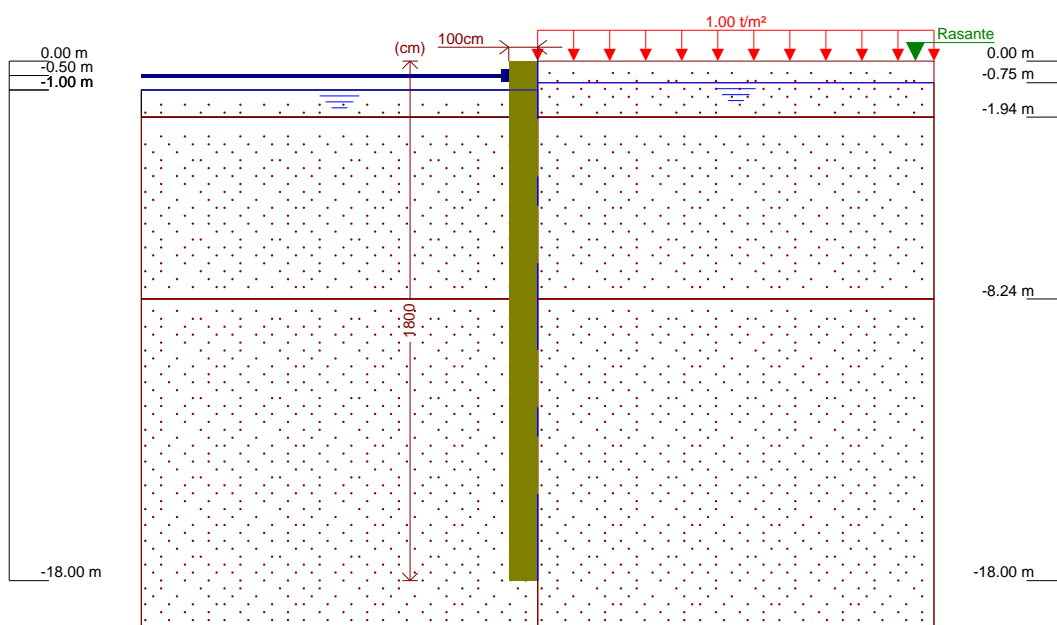 1.00 t/m²
Rasante
100cm
(cm)
0.00 m
0.00 m
-0.50 m
-0.75 m
-1.00 m
-1.94 m
-8.24 m
1800
-18.00 m
-18.00 m